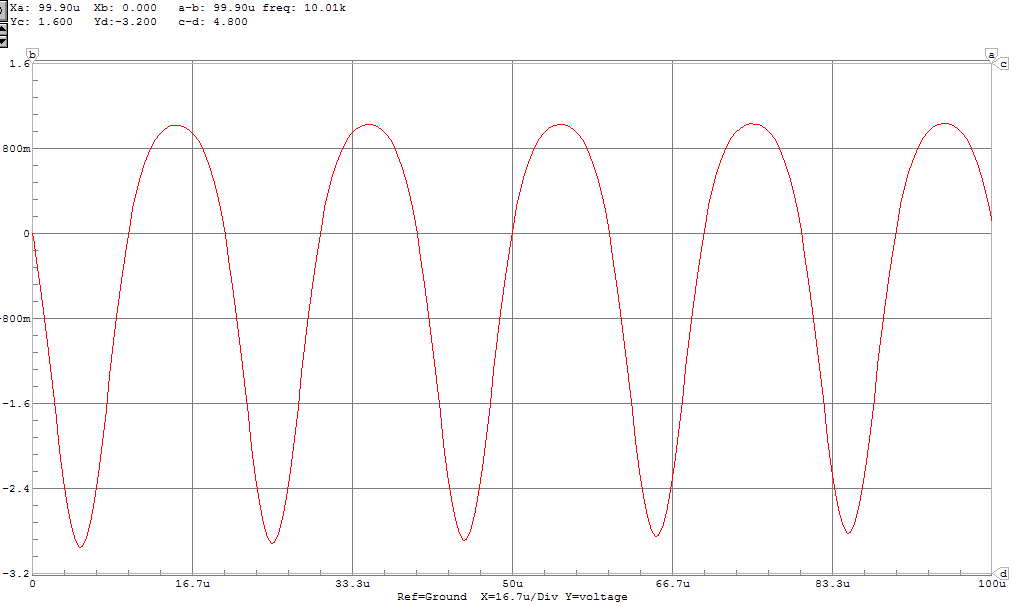 Xa: 99.90u  Xb: 0.000   a-b: 99.90u freq: 10.01k
Yc: 1.600   Yd:-3.200   c-d: 4.800
b a
1.6 c
800m
0
-800m
-1.6
-2.4
-3.2 d
0 16.7u 33.3u 50u 66.7u 83.3u 100u
Ref=Ground  X=16.7u/Div Y=voltage